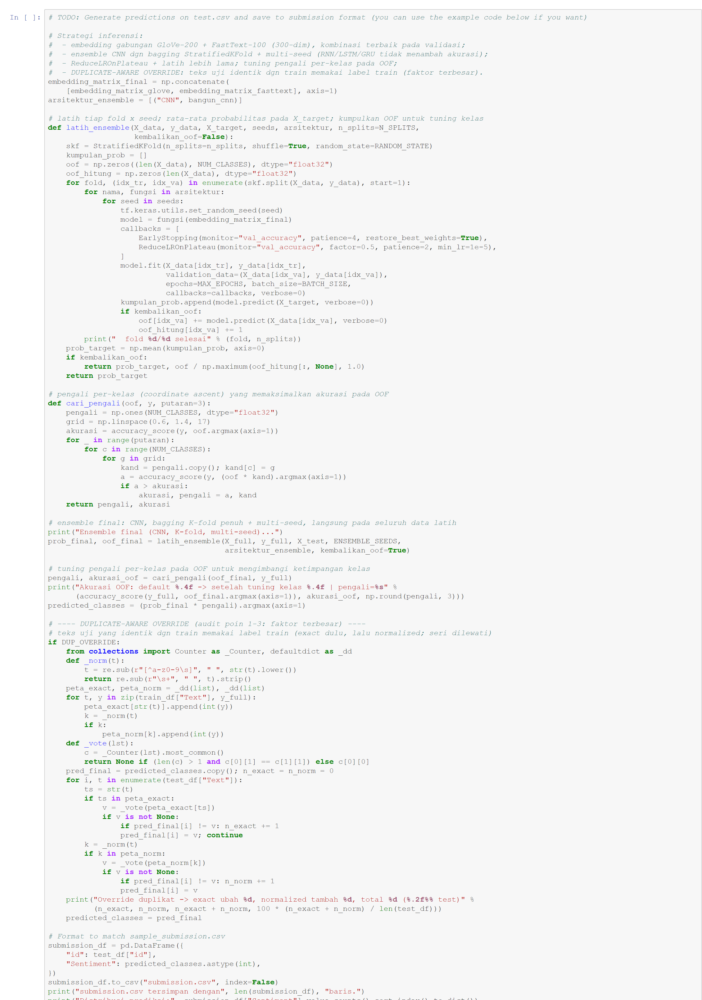 In [ ]: # TODO: Generate predictions on test.csv and save to submission format (you can use the example code below if you want)

# Strategi inferensi:
#  - embedding gabungan GloVe-200 + FastText-100 (300-dim), kombinasi terbaik pada validasi;
#  - ensemble CNN dgn bagging StratifiedKFold + multi-seed (RNN/LSTM/GRU tidak menambah akurasi);
#  - ReduceLROnPlateau + latih lebih lama; tuning pengali per-kelas pada OOF;
#  - DUPLICATE-AWARE OVERRIDE: teks uji identik dgn train memakai label train (faktor terbesar).
embedding_matrix_final = np.concatenate(
    [embedding_matrix_glove, embedding_matrix_fasttext], axis=1)
arsitektur_ensemble = [("CNN", bangun_cnn)]

# latih tiap fold x seed; rata-rata probabilitas pada X_target; kumpulkan OOF untuk tuning kelas
def latih_ensemble(X_data, y_data, X_target, seeds, arsitektur, n_splits=N_SPLITS,
                   kembalikan_oof=False):
    skf = StratifiedKFold(n_splits=n_splits, shuffle=True, random_state=RANDOM_STATE)
    kumpulan_prob = []
    oof = np.zeros((len(X_data), NUM_CLASSES), dtype="float32")
    oof_hitung = np.zeros(len(X_data), dtype="float32")
    for fold, (idx_tr, idx_va) in enumerate(skf.split(X_data, y_data), start=1):
        for nama, fungsi in arsitektur:
            for seed in seeds:
                tf.keras.utils.set_random_seed(seed)
                model = fungsi(embedding_matrix_final)
                callbacks = [
                    EarlyStopping(monitor="val_accuracy", patience=4, restore_best_weights=True),
                    ReduceLROnPlateau(monitor="val_accuracy", factor=0.5, patience=2, min_lr=1e-5),
                ]
                model.fit(X_data[idx_tr], y_data[idx_tr],
                          validation_data=(X_data[idx_va], y_data[idx_va]),
                          epochs=MAX_EPOCHS, batch_size=BATCH_SIZE,
                          callbacks=callbacks, verbose=0)
                kumpulan_prob.append(model.predict(X_target, verbose=0))
                if kembalikan_oof:
                    oof[idx_va] += model.predict(X_data[idx_va], verbose=0)
                    oof_hitung[idx_va] += 1
        print("  fold %d/%d selesai" % (fold, n_splits))
    prob_target = np.mean(kumpulan_prob, axis=0)
    if kembalikan_oof:
        return prob_target, oof / np.maximum(oof_hitung[:, None], 1.0)
    return prob_target

# pengali per-kelas (coordinate ascent) yang memaksimalkan akurasi pada OOF
def cari_pengali(oof, y, putaran=3):
    pengali = np.ones(NUM_CLASSES, dtype="float32")
    grid = np.linspace(0.6, 1.4, 17)
    akurasi = accuracy_score(y, oof.argmax(axis=1))
    for _ in range(putaran):
        for c in range(NUM_CLASSES):
            for g in grid:
                kand = pengali.copy(); kand[c] = g
                a = accuracy_score(y, (oof * kand).argmax(axis=1))
                if a > akurasi:
                    akurasi, pengali = a, kand
    return pengali, akurasi

# ensemble final: CNN, bagging K-fold penuh + multi-seed, langsung pada seluruh data latih
print("Ensemble final (CNN, K-fold, multi-seed)...")
prob_final, oof_final = latih_ensemble(X_full, y_full, X_test, ENSEMBLE_SEEDS,
                                       arsitektur_ensemble, kembalikan_oof=True)

# tuning pengali per-kelas pada OOF untuk mengimbangi ketimpangan kelas
pengali, akurasi_oof = cari_pengali(oof_final, y_full)
print("Akurasi OOF: default %.4f -> setelah tuning kelas %.4f | pengali=%s" %
      (accuracy_score(y_full, oof_final.argmax(axis=1)), akurasi_oof, np.round(pengali, 3)))
predicted_classes = (prob_final * pengali).argmax(axis=1)

# ---- DUPLICATE-AWARE OVERRIDE (audit poin 1-3: faktor terbesar) ----
# teks uji yang identik dgn train memakai label train (exact dulu, lalu normalized; seri dilewati)
if DUP_OVERRIDE:
    from collections import Counter as _Counter, defaultdict as _dd
    def _norm(t):
        t = re.sub(r"[^a-z0-9\s]", " ", str(t).lower())
        return re.sub(r"\s+", " ", t).strip()
    peta_exact, peta_norm = _dd(list), _dd(list)
    for t, y in zip(train_df["Text"], y_full):
        peta_exact[str(t)].append(int(y))
        k = _norm(t)
        if k:
            peta_norm[k].append(int(y))
    def _vote(lst):
        c = _Counter(lst).most_common()
        return None if (len(c) > 1 and c[0][1] == c[1][1]) else c[0][0]
    pred_final = predicted_classes.copy(); n_exact = n_norm = 0
    for i, t in enumerate(test_df["Text"]):
        ts = str(t)
        if ts in peta_exact:
            v = _vote(peta_exact[ts])
            if v is not None:
                if pred_final[i] != v: n_exact += 1
                pred_final[i] = v; continue
        k = _norm(t)
        if k in peta_norm:
            v = _vote(peta_norm[k])
            if v is not None:
                if pred_final[i] != v: n_norm += 1
                pred_final[i] = v
    print("Override duplikat -> exact ubah %d, normalized tambah %d, total %d (%.2f%% test)" %
          (n_exact, n_norm, n_exact + n_norm, 100 * (n_exact + n_norm) / len(test_df)))
    predicted_classes = pred_final

# Format to match sample_submission.csv
submission_df = pd.DataFrame({
    "id": test_df["id"],
    "Sentiment": predicted_classes.astype(int),
})
submission_df.to_csv("submission.csv", index=False)
print("submission.csv tersimpan dengan", len(submission_df), "baris.")